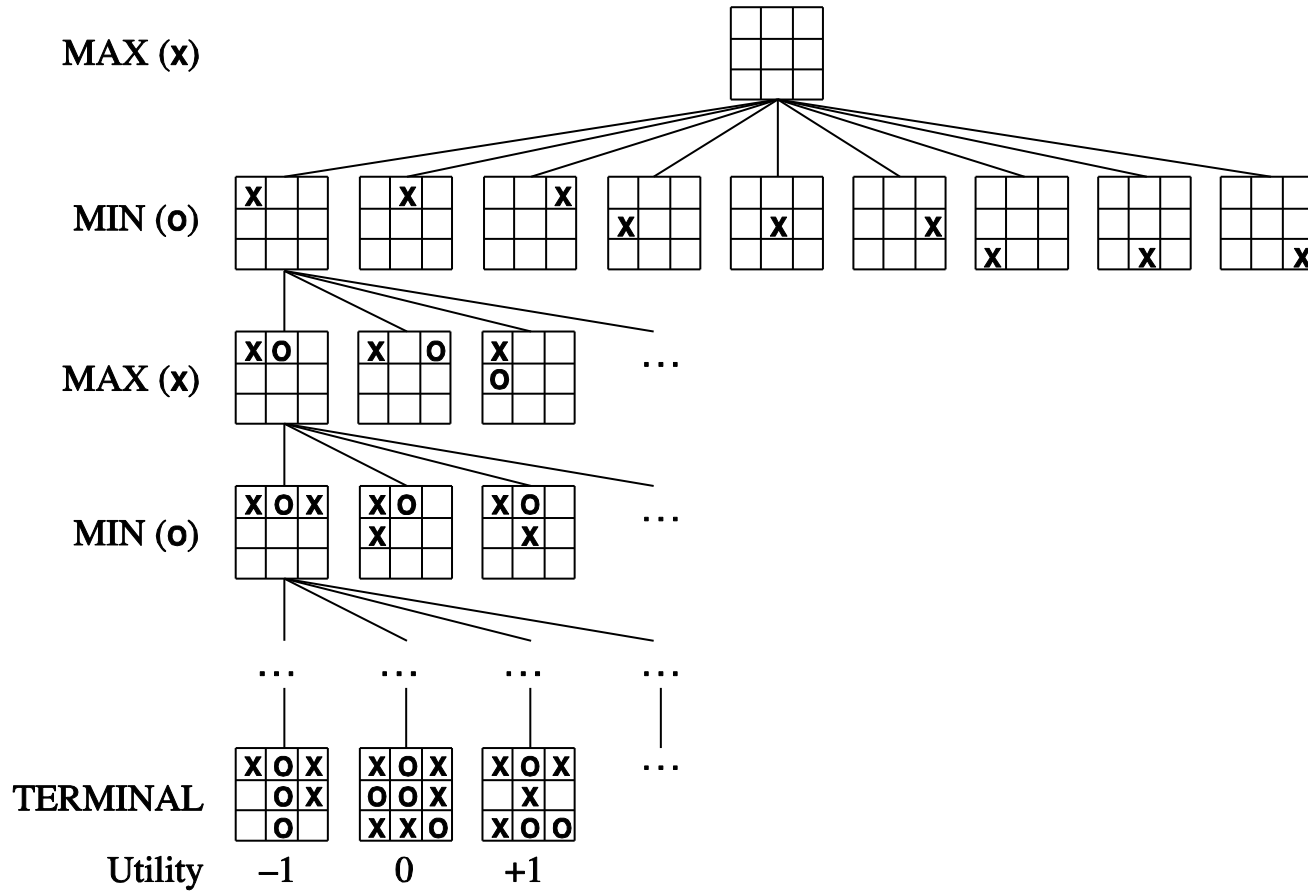 MAX (x)
MIN (o)
X X X X X X X X X
MAX (x)
X O X O X
O
...
MIN (o)
X O X X O X O
X X
...
... ... ... ...
TERMINAL
X O X X O X X O X
O X O O X X
O X X O X O O
...
Utility –1 0 +1